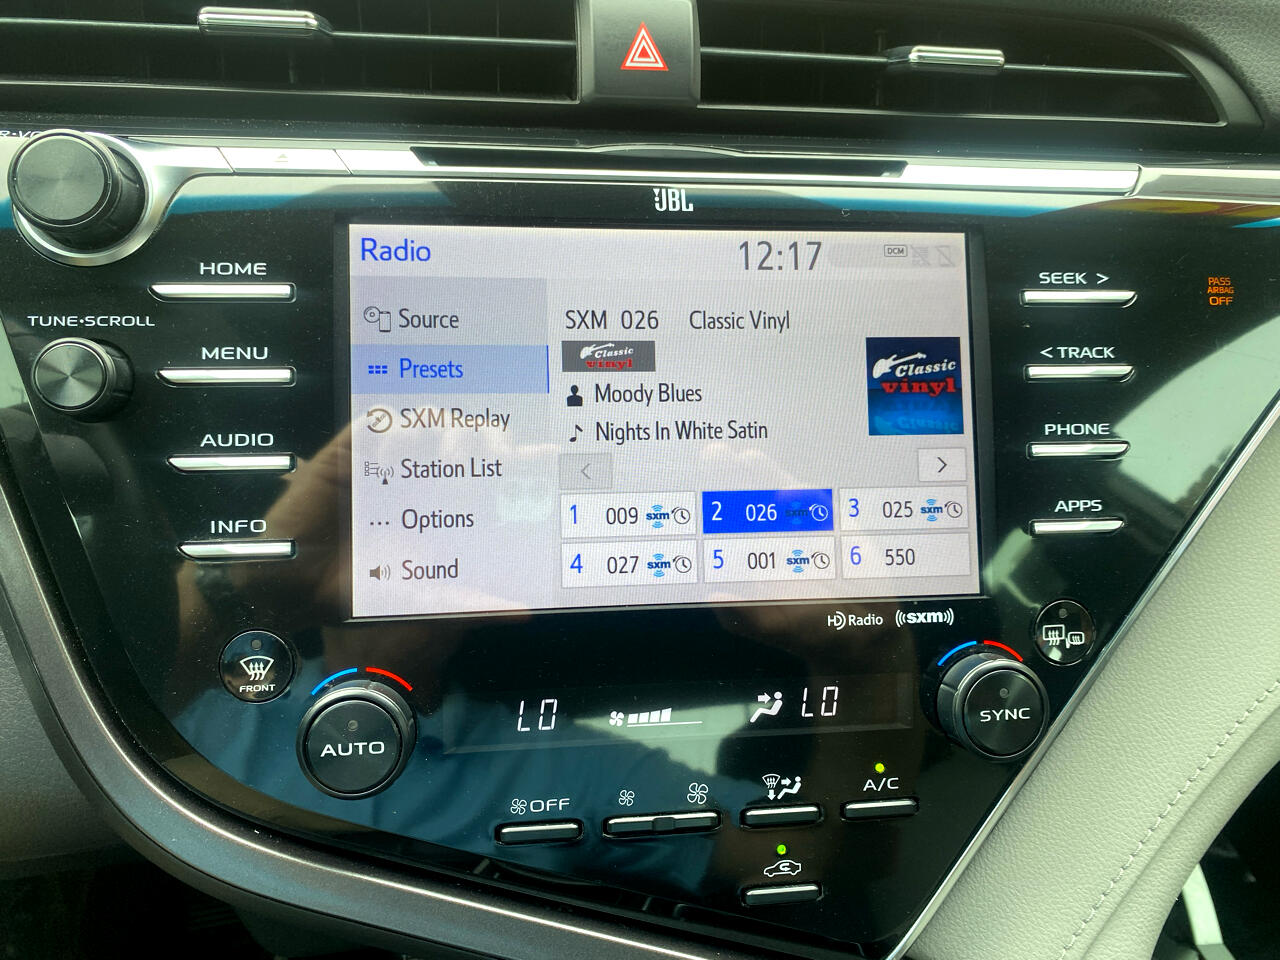 JBL
HOME
TUNE•SCROLL
MENU
AUDIO
INFO
Radio
12:17
DCM
Source
Presets
SXM Replay
Station List
Options
Sound
SXM 026 Classic Vinyl
Classic
vinyl
Classic
vinyl
Moody Blues
Nights In White Satin
<
>
1 009 sxm
2 026 sxm
3 025 sxm
4 027 sxm
5 001 sxm
6 550
SEEK >
< TRACK
PHONE
APPS
PASS
AIRBAG
OFF
HD Radio ((sxm))
FRONT
AUTO
LO
LO
SYNC
OFF
A/C